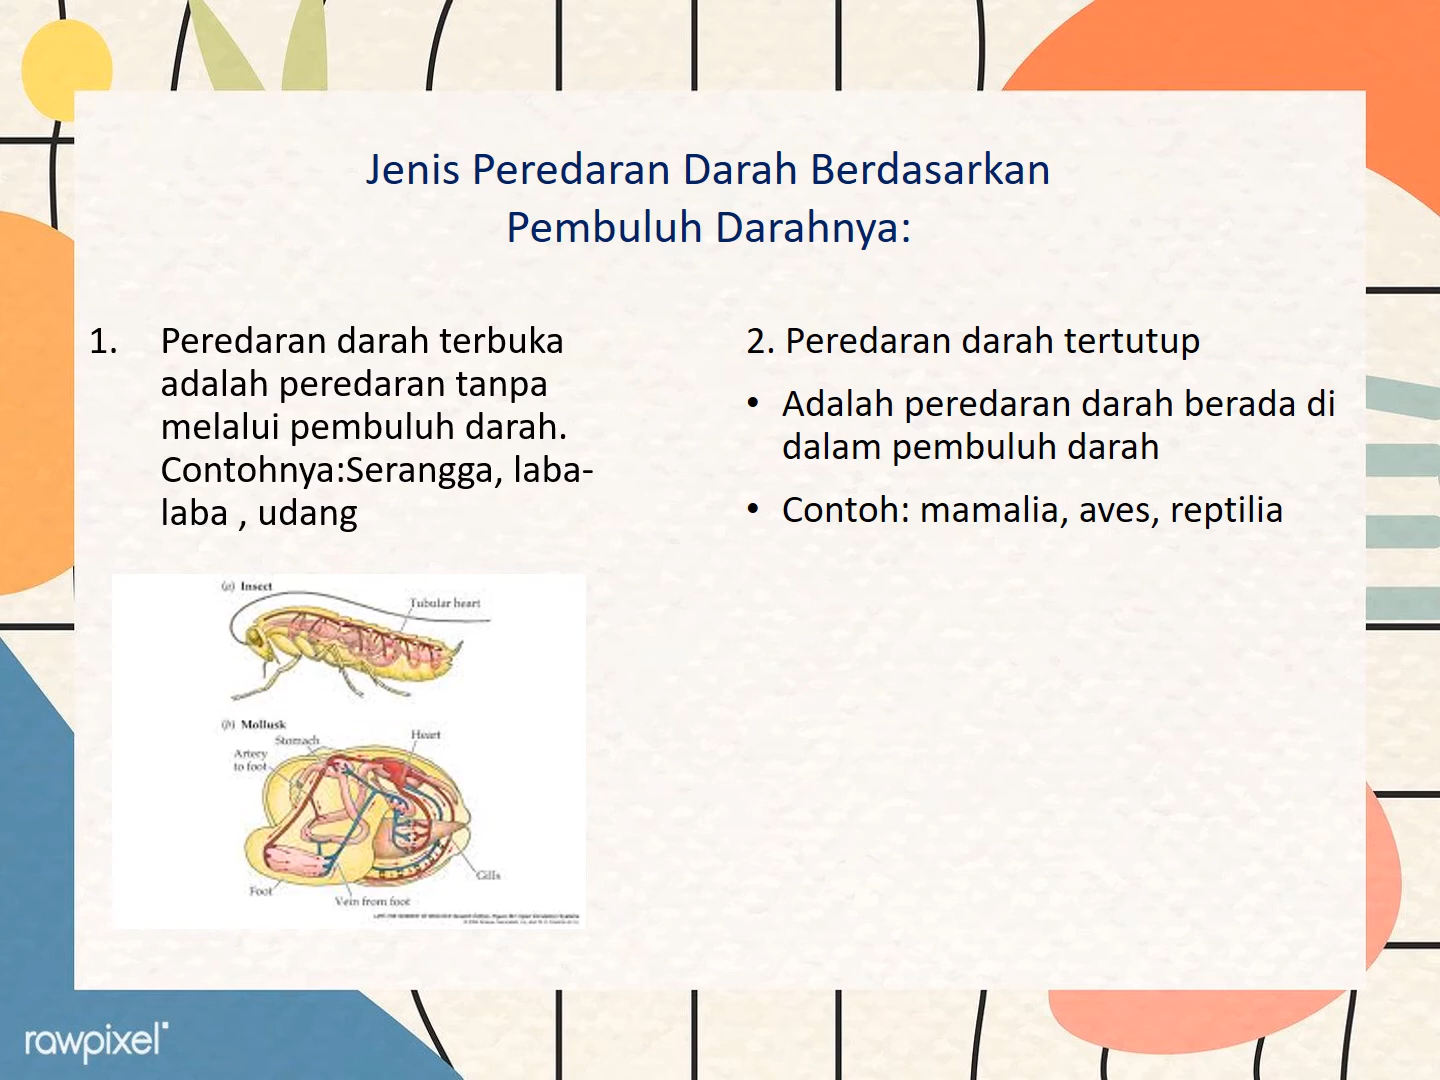 Jenis Peredaran Darah Berdasarkan
Pembuluh Darahnya:
1. Peredaran darah terbuka
adalah peredaran tanpa
melalui pembuluh darah.
Contohnya:Serangga, laba-
laba , udang
2. Peredaran darah tertutup
• Adalah peredaran darah berada di
dalam pembuluh darah
• Contoh: mamalia, aves, reptilia
(a) Insect
Tubular heart
(b) Mollusk
Heart
Stomach
Artery
to foot
Gills
Foot
Vein from foot
rawpixel